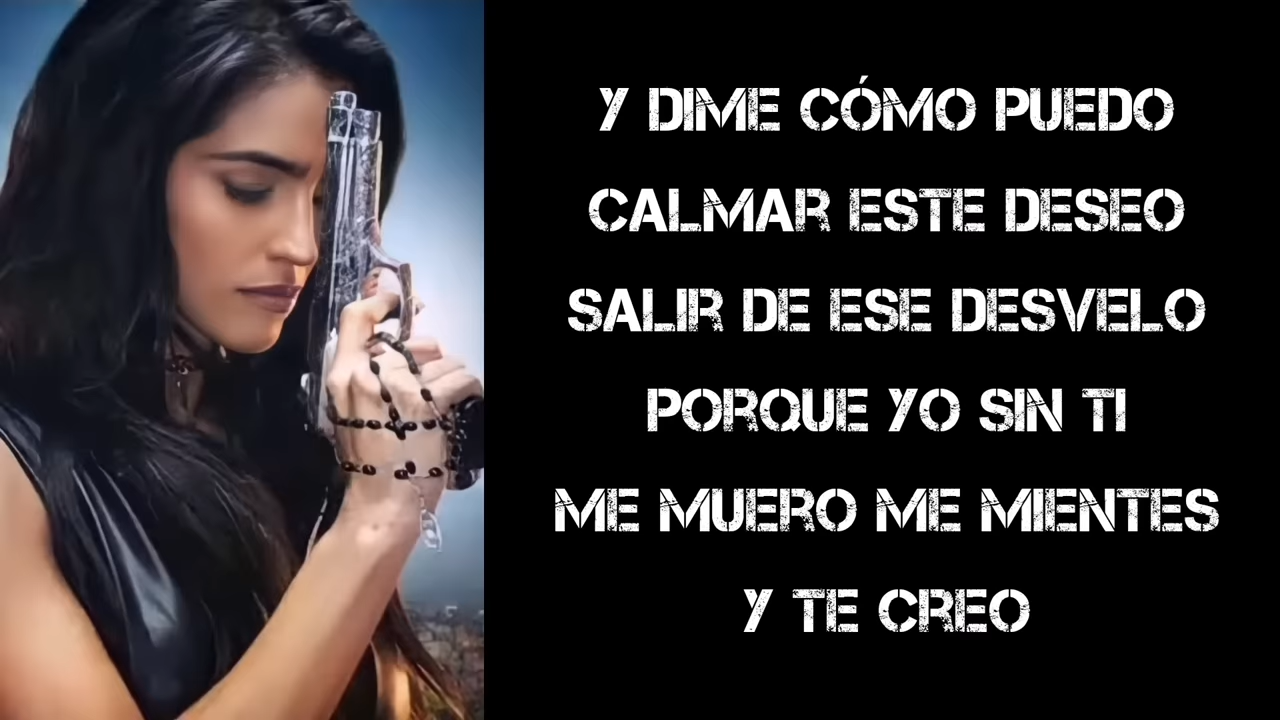 Y DIME CÓMO PUEDO
CALMAR ESTE DESEO
SALIR DE ESE DESVELO
PORQUE YO SIN TI
ME MUERO ME MIENTES
Y TE CREO